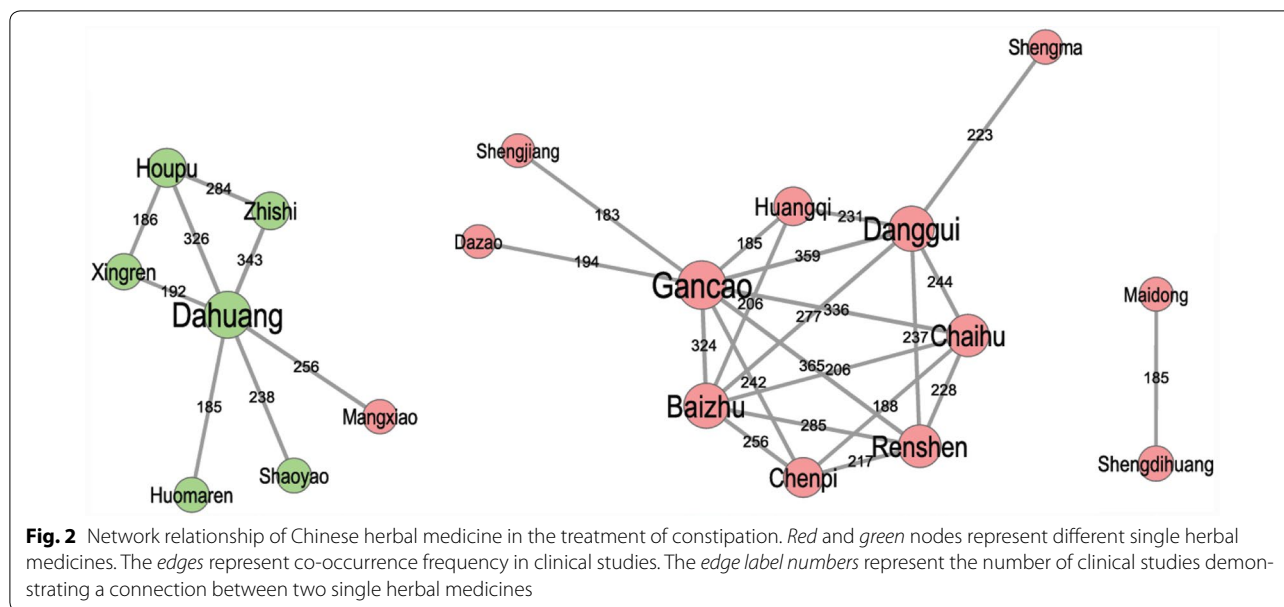 Shengma
223
Shengjiang
Houpu
284
Zhishi
Huangqi
231
Danggui
186
326
183
185
359
343
Dazao
194
244
Xingren
192
Gancao
206
Maidong
Dahuang
277
336
237
Chaihu
324
365
206
256
242
228
185
185
238
Mangxiao
Baizhu
188
285
256
Renshen
217
Shengdihuang
Huomaren
Shaoyao
Chenpi
Fig. 2 Network relationship of Chinese herbal medicine in the treatment of constipation. Red and green nodes represent different single herbal
medicines. The edges represent co-occurrence frequency in clinical studies. The edge label numbers represent the number of clinical studies demon-
strating a connection between two single herbal medicines